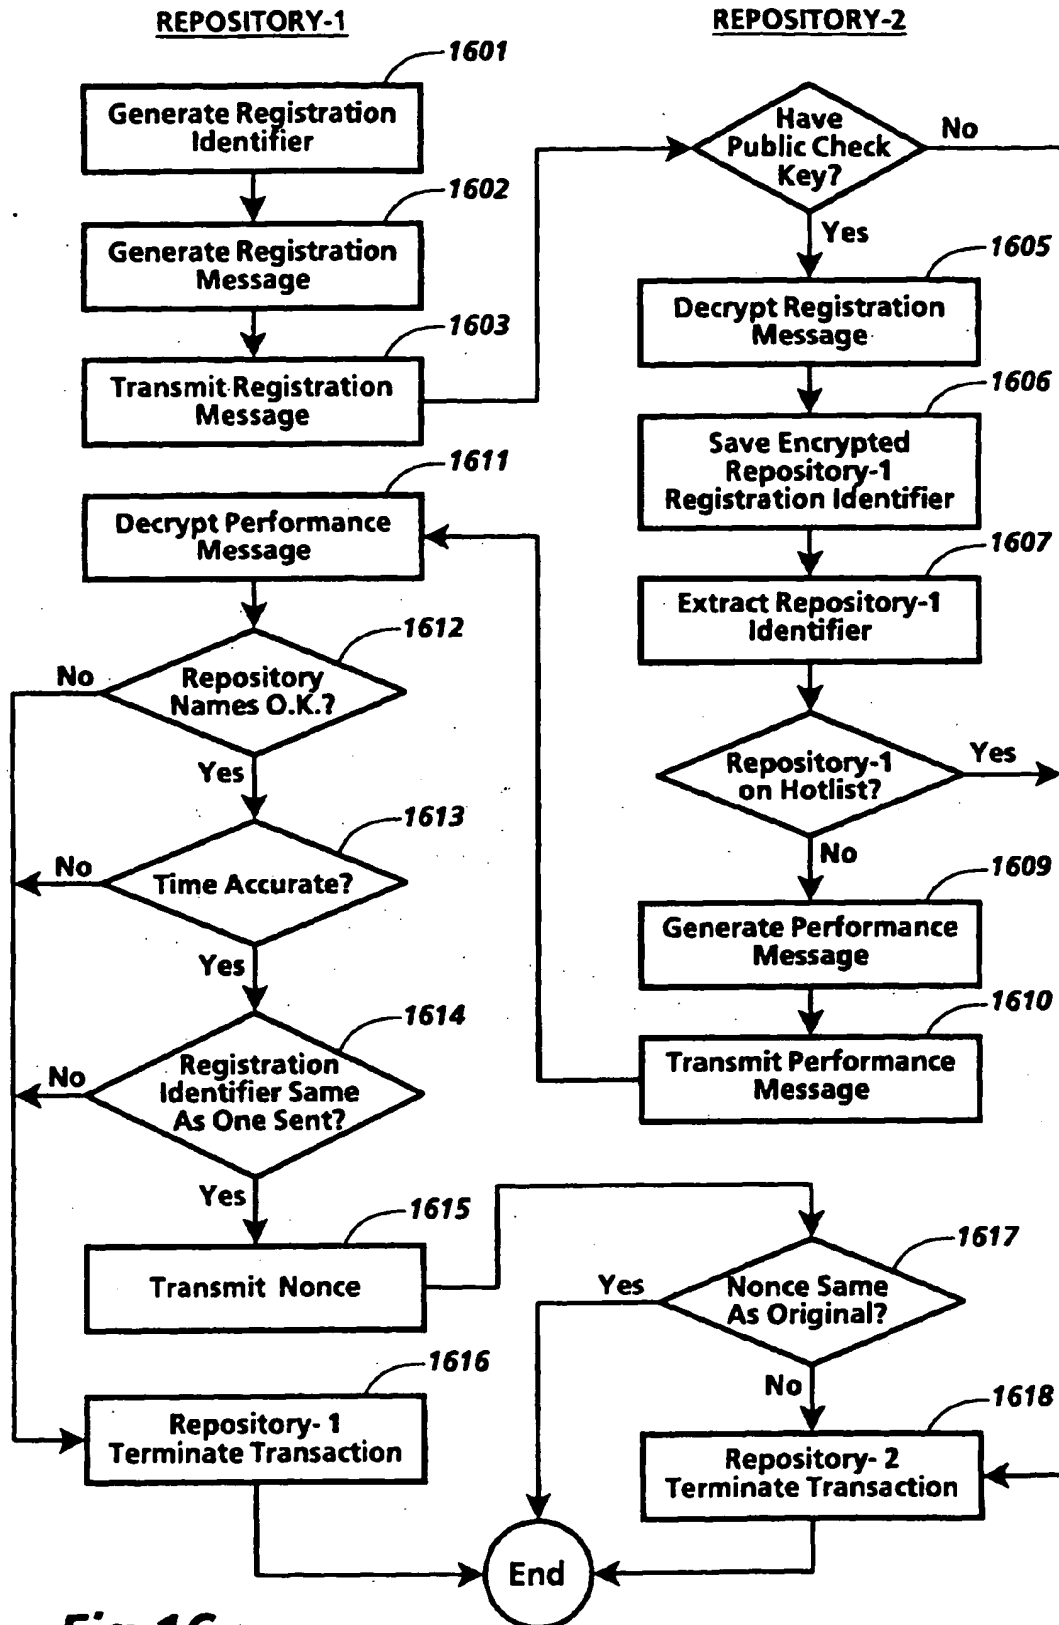 REPOSITORY-1
REPOSITORY-2
1601
Generate Registration
Identifier
1602
Generate Registration
Message
1603
Transmit Registration
Message
Have
Public Check
Key?
No
Yes
1605
Decrypt Registration
Message
1606
Save Encrypted
Repository-1
Registration Identifier
1607
Extract Repository-1
Identifier
Repository-1
on Hotlist?
Yes
No
1609
Generate Performance
Message
1610
Transmit Performance
Message
1611
Decrypt Performance
Message
1612
Repository
Names O.K.?
No
Yes
1613
Time Accurate?
No
Yes
1614
Registration
Identifier Same
As One Sent?
No
Yes
1615
Transmit Nonce
1616
Repository- 1
Terminate Transaction
1617
Nonce Same
As Original?
Yes
No
1618
Repository- 2
Terminate Transaction
End